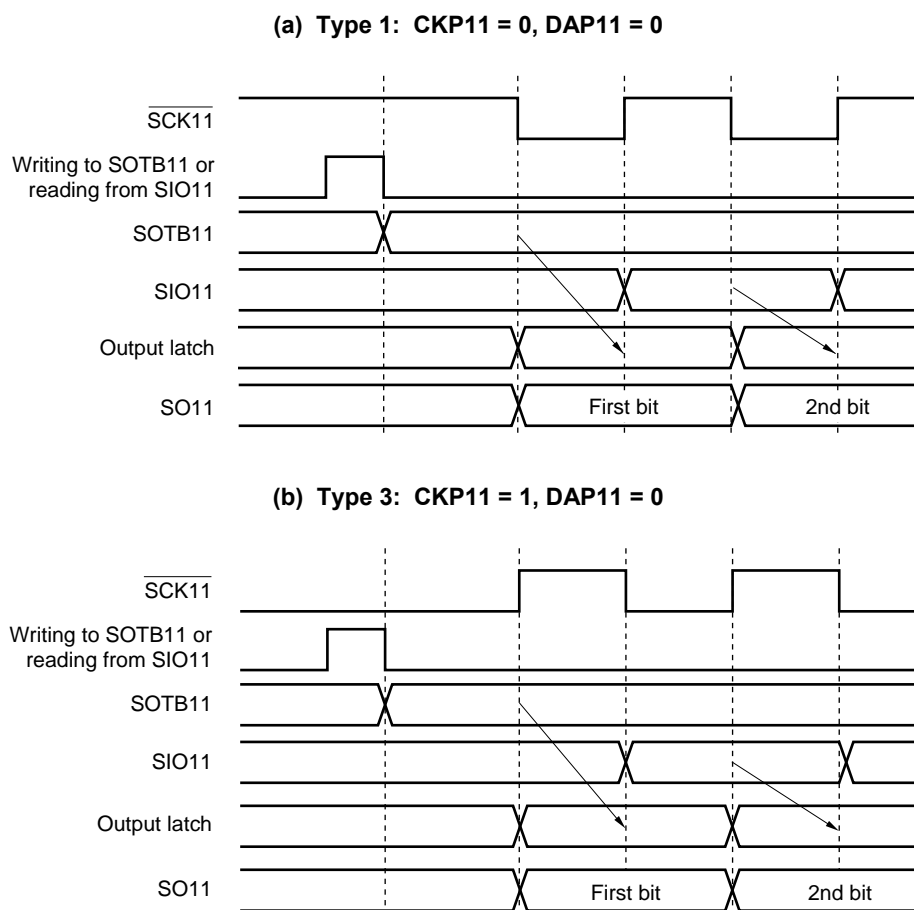 (a) Type 1: CKP11 = 0, DAP11 = 0
SCK11
Writing to SOTB11 or
reading from SIO11
SOTB11
SIO11
Output latch
SO11
First bit
2nd bit
(b) Type 3: CKP11 = 1, DAP11 = 0
SCK11
Writing to SOTB11 or
reading from SIO11
SOTB11
SIO11
Output latch
SO11
First bit
2nd bit